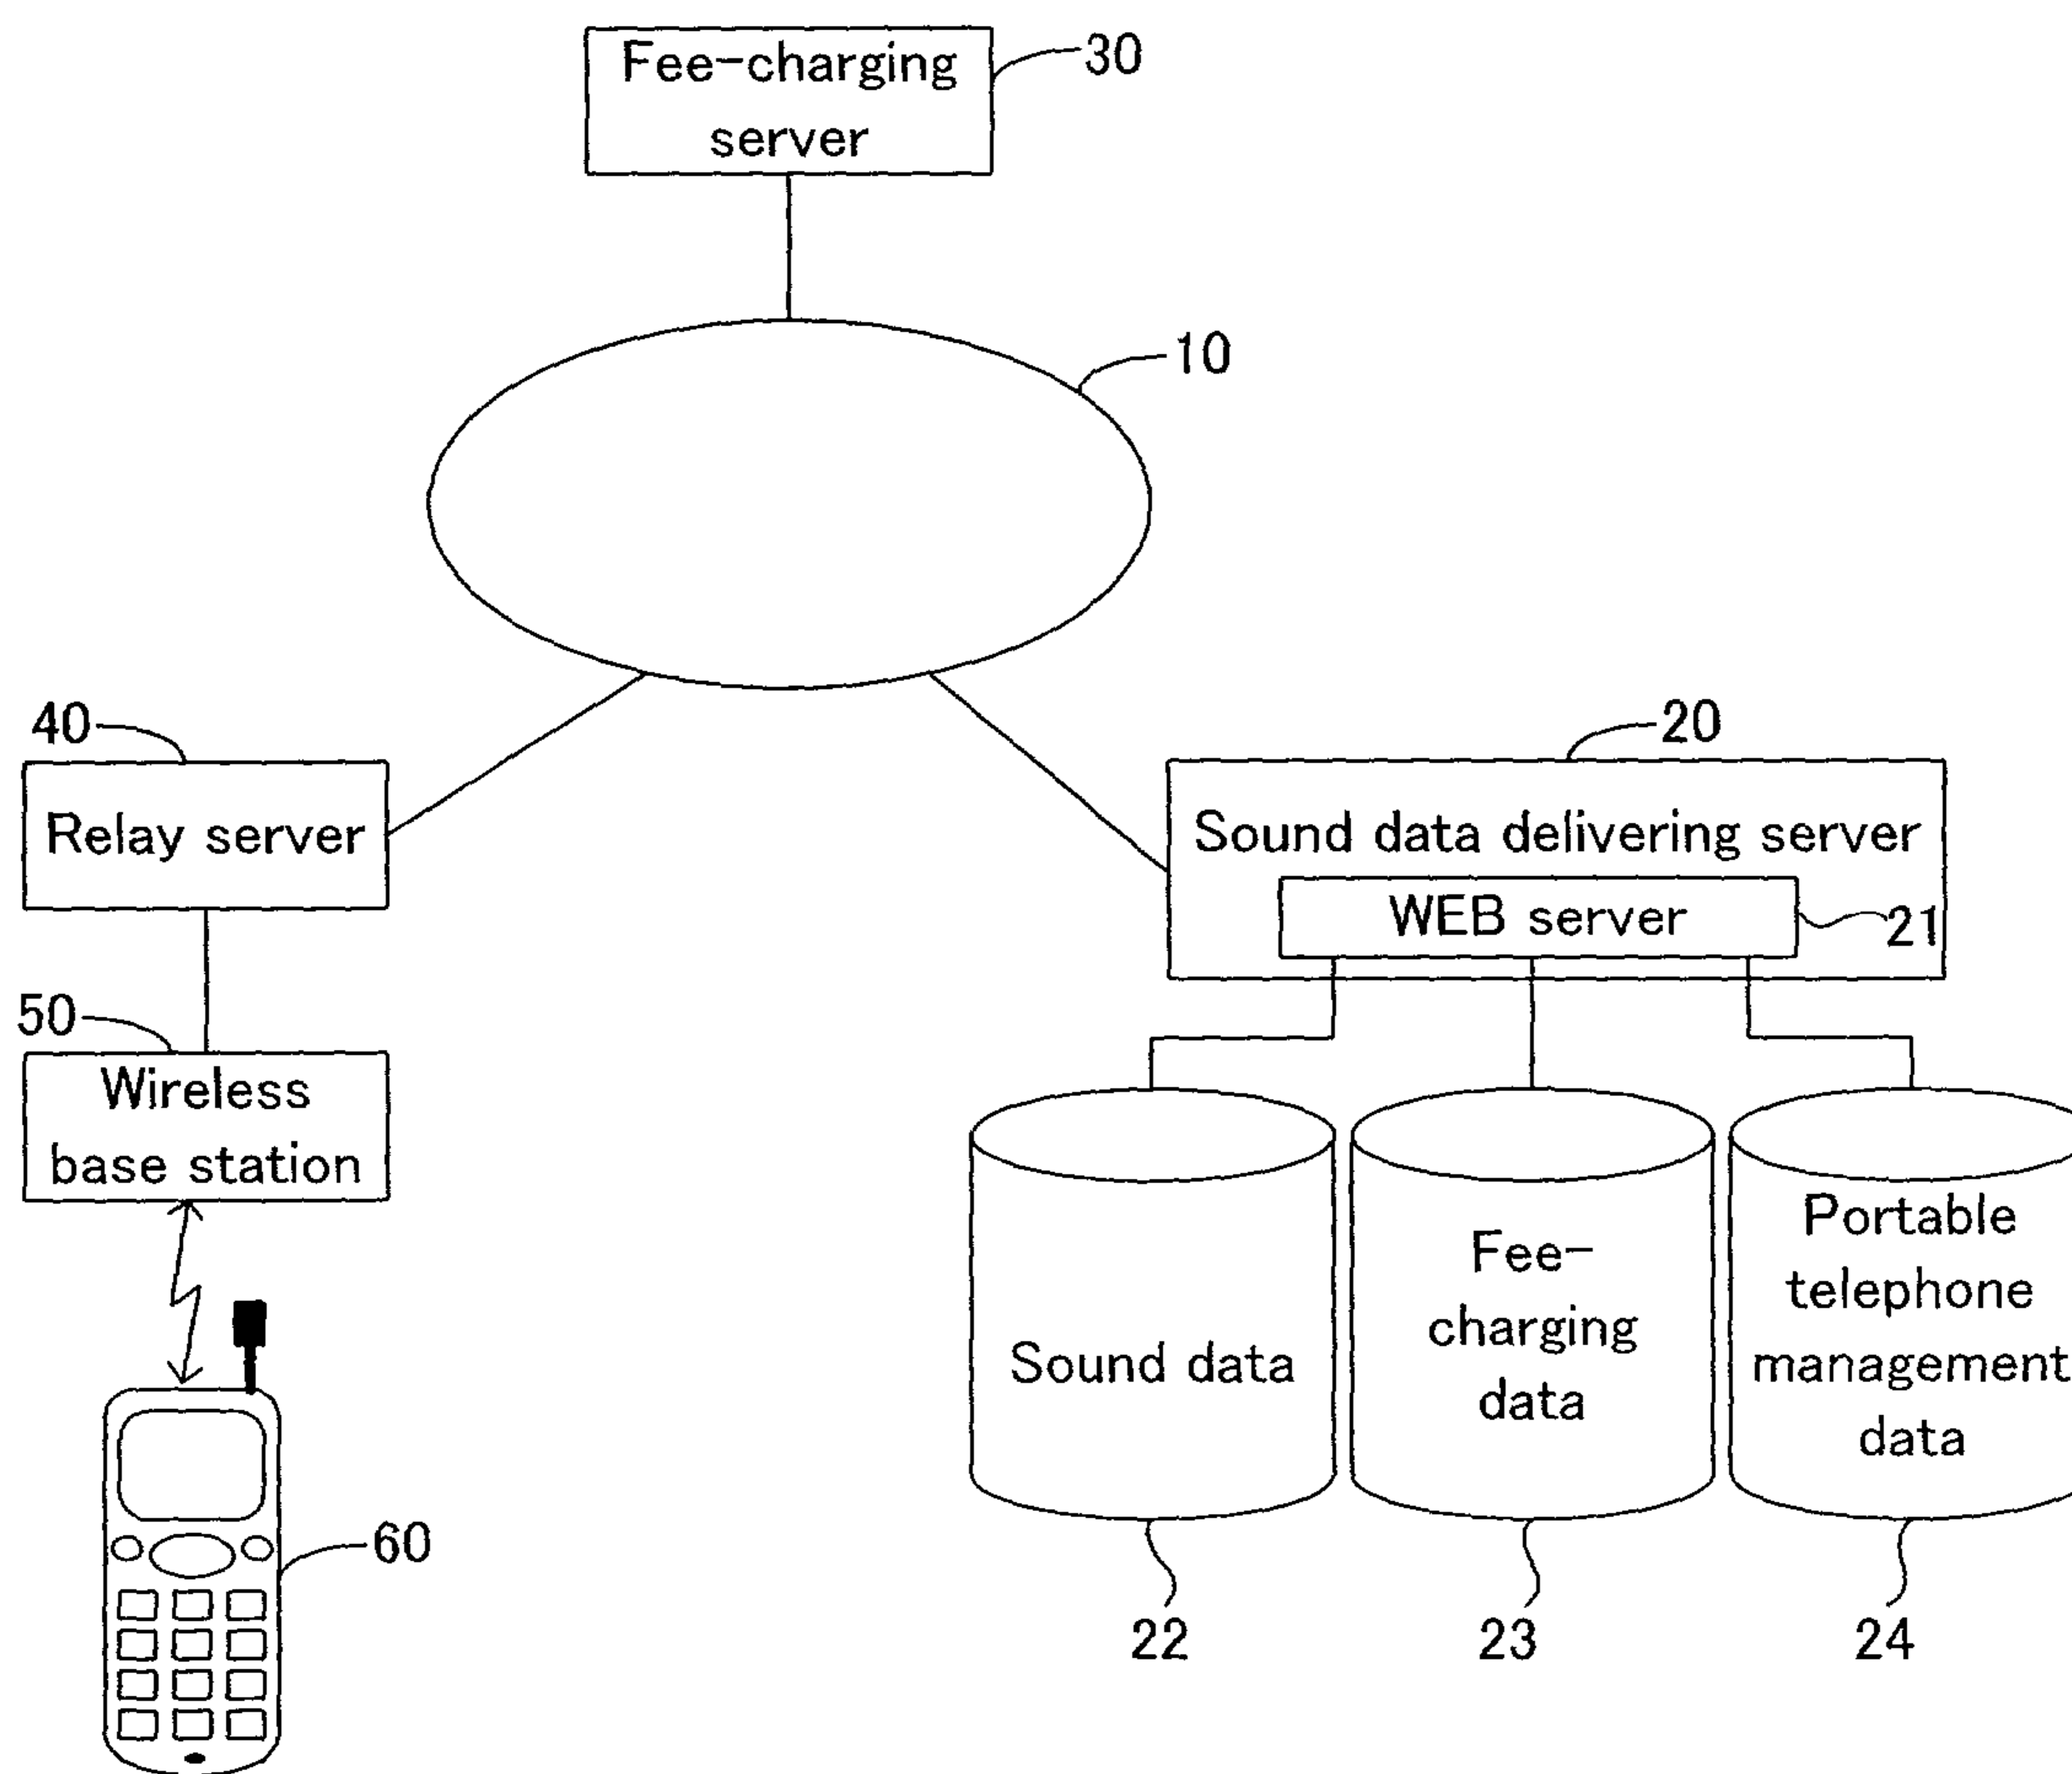 Fee-charging
server
30
10
40
Relay server
20
Sound data delivering server
WEB server
21
50
Wireless
base station
60
Sound data
22
Fee-
charging
data
23
Portable
telephone
management
data
24